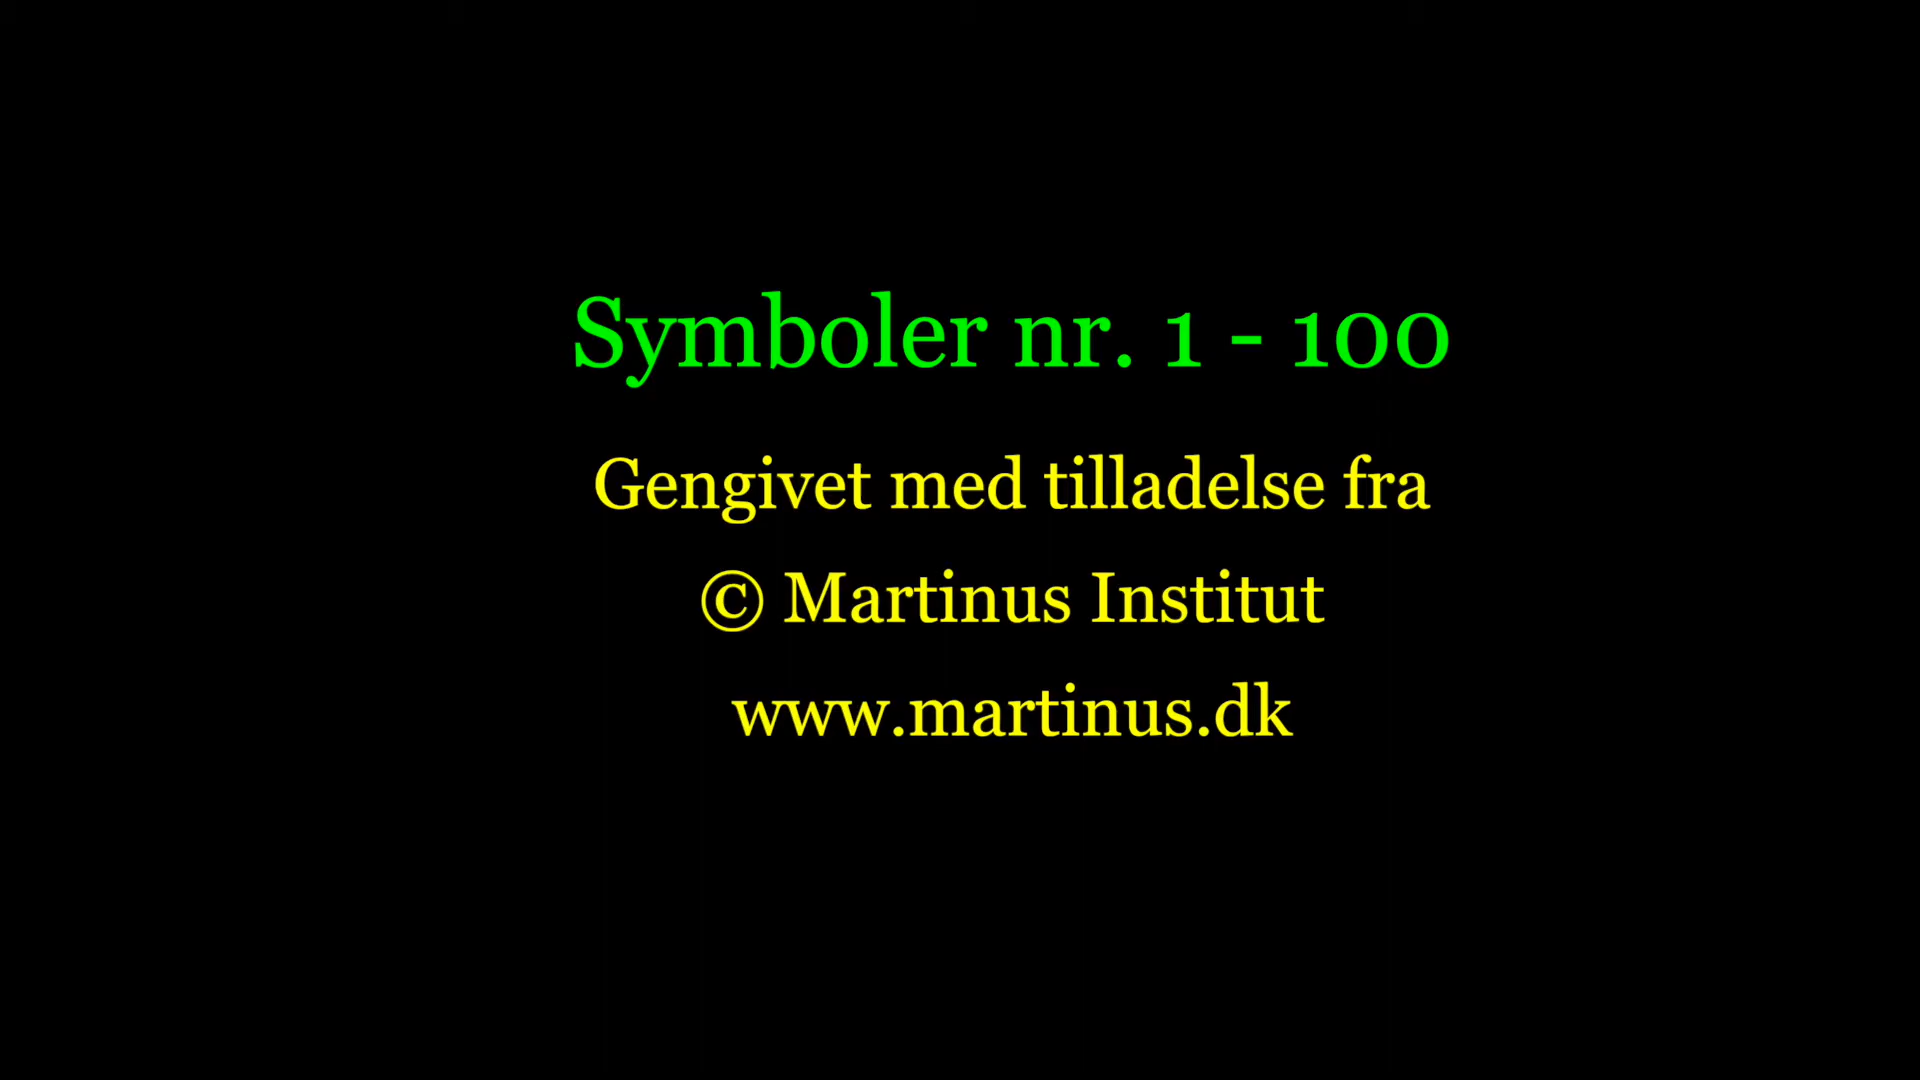 Symboler nr. 1 - 100
Gengivet med tilladelse fra
© Martinus Institut
www.martinus.dk